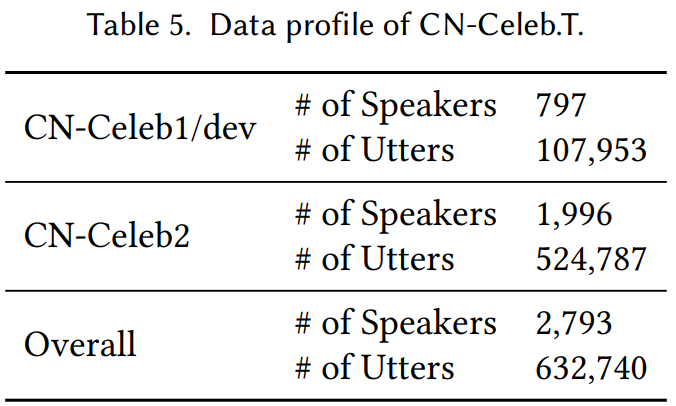 Table 5. Data profile of CN-Celeb.T.
CN-Celeb1/dev
# of Speakers 797
# of Utters 107,953
CN-Celeb2
# of Speakers 1,996
# of Utters 524,787
Overall
# of Speakers 2,793
# of Utters 632,740